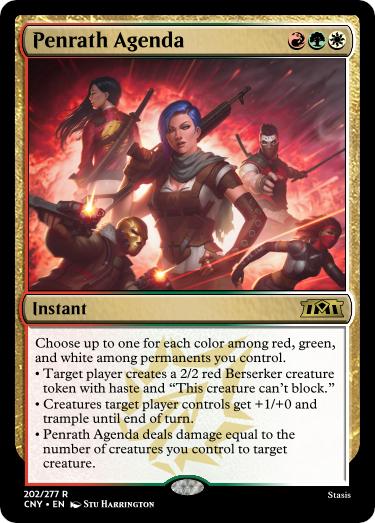 Penrath Agenda
Instant
Choose up to one for each color among red, green,
and white among permanents you control.
• Target player creates a 2/2 red Berserker creature
token with haste and “This creature can’t block.”
• Creatures target player controls get +1/+0 and
trample until end of turn.
• Penrath Agenda deals damage equal to the
number of creatures you control to target
creature.
202/277 R
CNY • EN Stu Harrington
Stasis